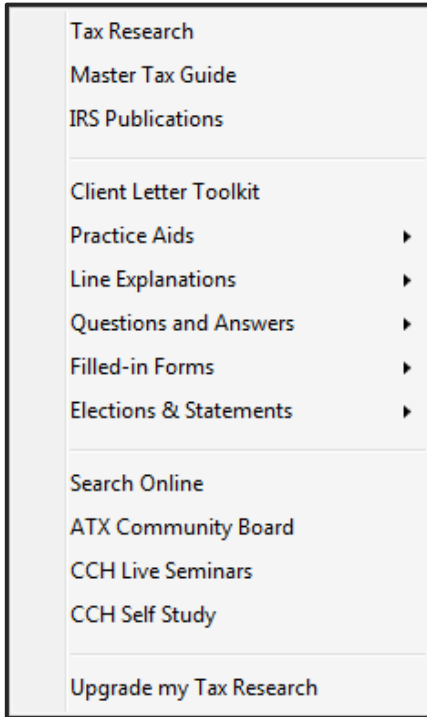 Tax Research
Master Tax Guide
IRS Publications
Client Letter Toolkit
Practice Aids
Line Explanations
Questions and Answers
Filled-in Forms
Elections & Statements
Search Online
ATX Community Board
CCH Live Seminars
CCH Self Study
Upgrade my Tax Research